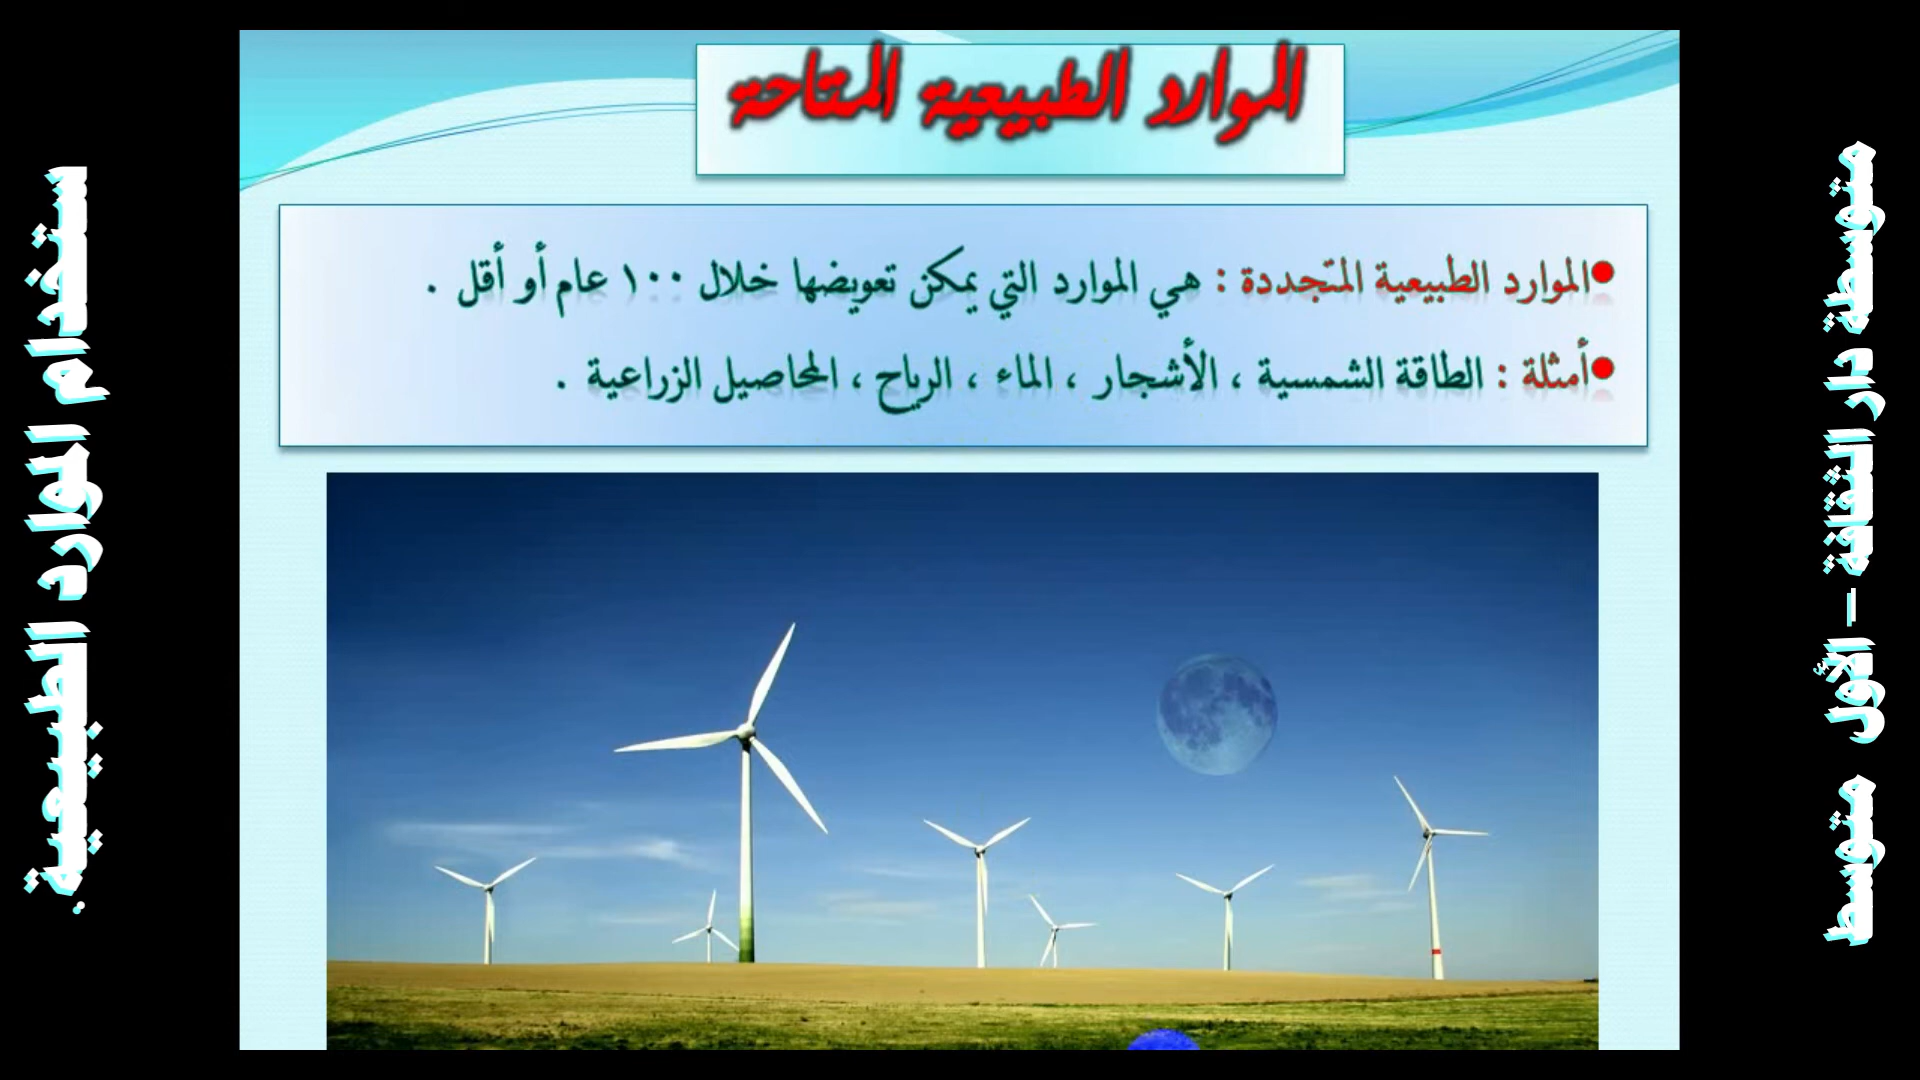 الموارد الطبيعية المتاحة
الموارد الطبيعية المتجددة : هي الموارد التي يمكن تعويضها خلال ١٠٠ عام أو أقل .
أمثلة : الطاقة الشمسية ، الأشجار ، الماء ، الرياح ، المحاصيل الزراعية .
متوسطة دار الثقافة – الأول متوسط
ستخدام الموارد الطبيعية.